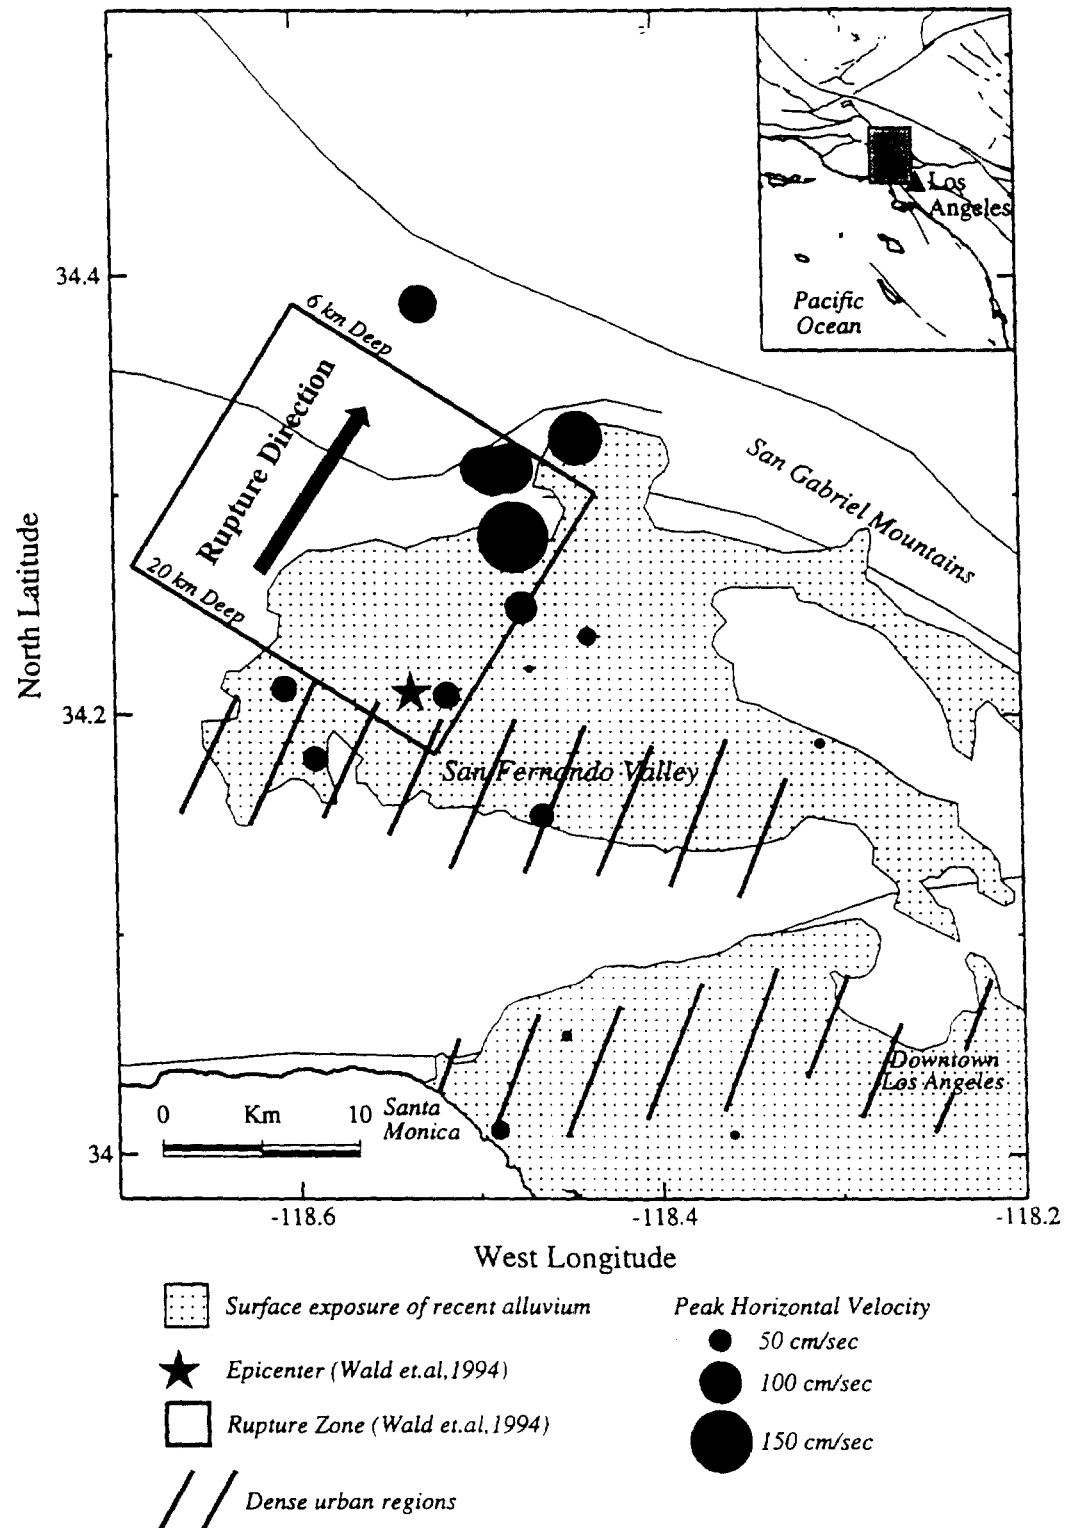 Los
Angeles
Pacific
Ocean
34.4
6 km Deep
Rupture Direction
San Gabriel Mountains
20 km Deep
North Latitude
34.2
San Fernando Valley
Downtown
Los Angeles
0 Km 10
Santa
Monica
34
-118.6 -118.4 -118.2
West Longitude
Surface exposure of recent alluvium
Epicenter (Wald et.al,1994)
Rupture Zone (Wald et.al,1994)
Dense urban regions
Peak Horizontal Velocity
50 cm/sec
100 cm/sec
150 cm/sec